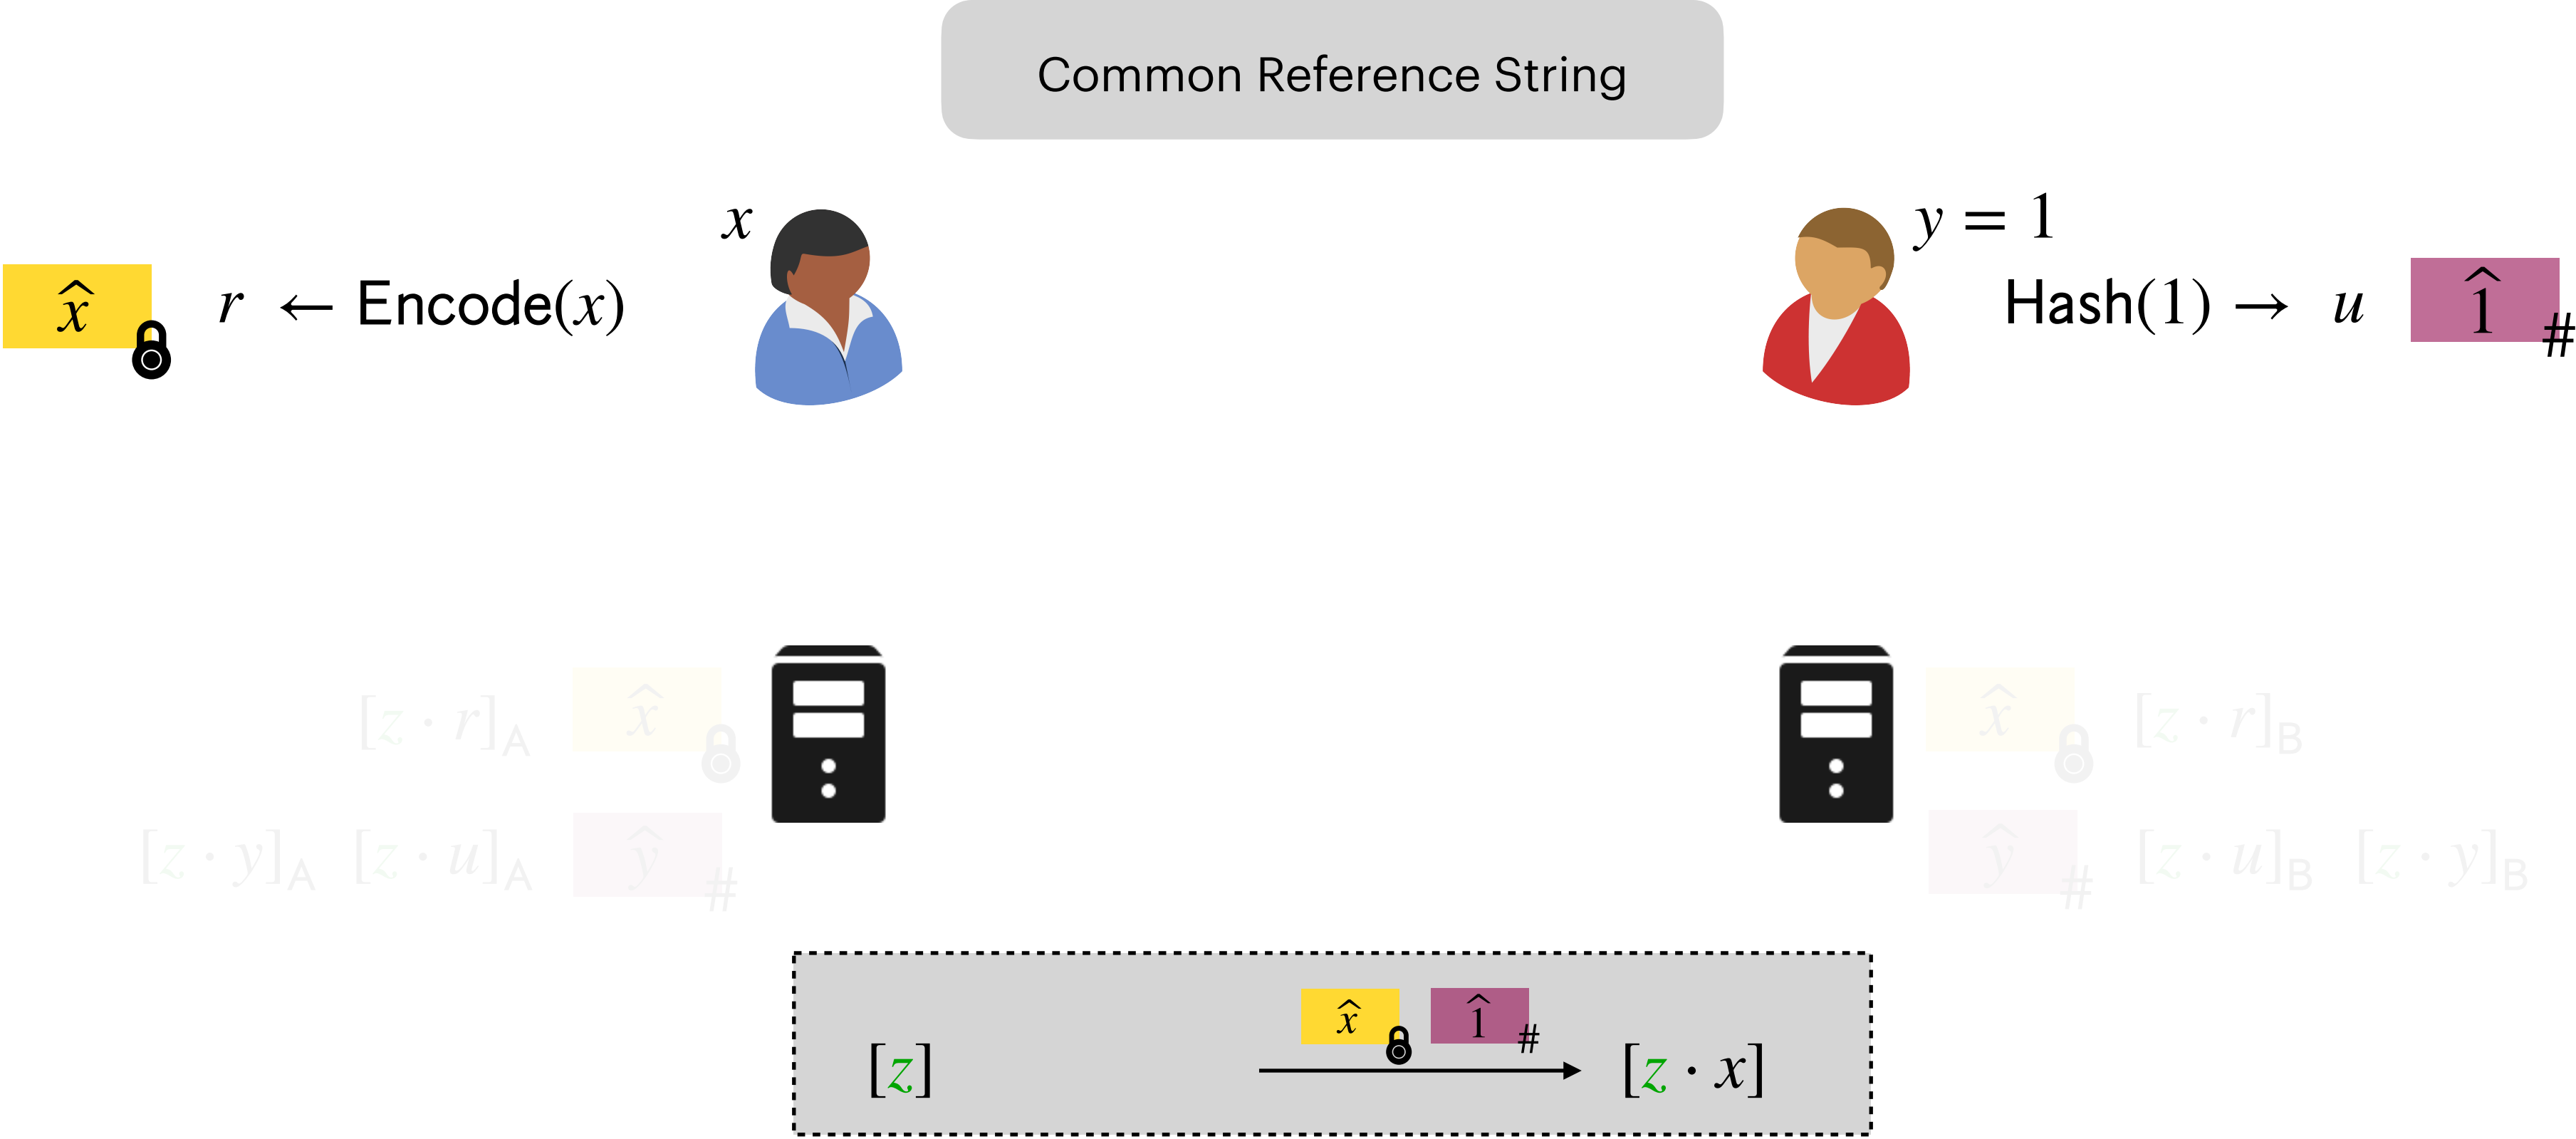 Common Reference String
x
y = 1
x̂ r ← Encode(x)
Hash(1) → u 1̂ #
[z · r]A x̂
x̂ [z · r]B
[z · y]A [z · u]A ŷ #
ŷ # [z · u]B [z · y]B
x̂ 1̂ #
[z] → [z · x]